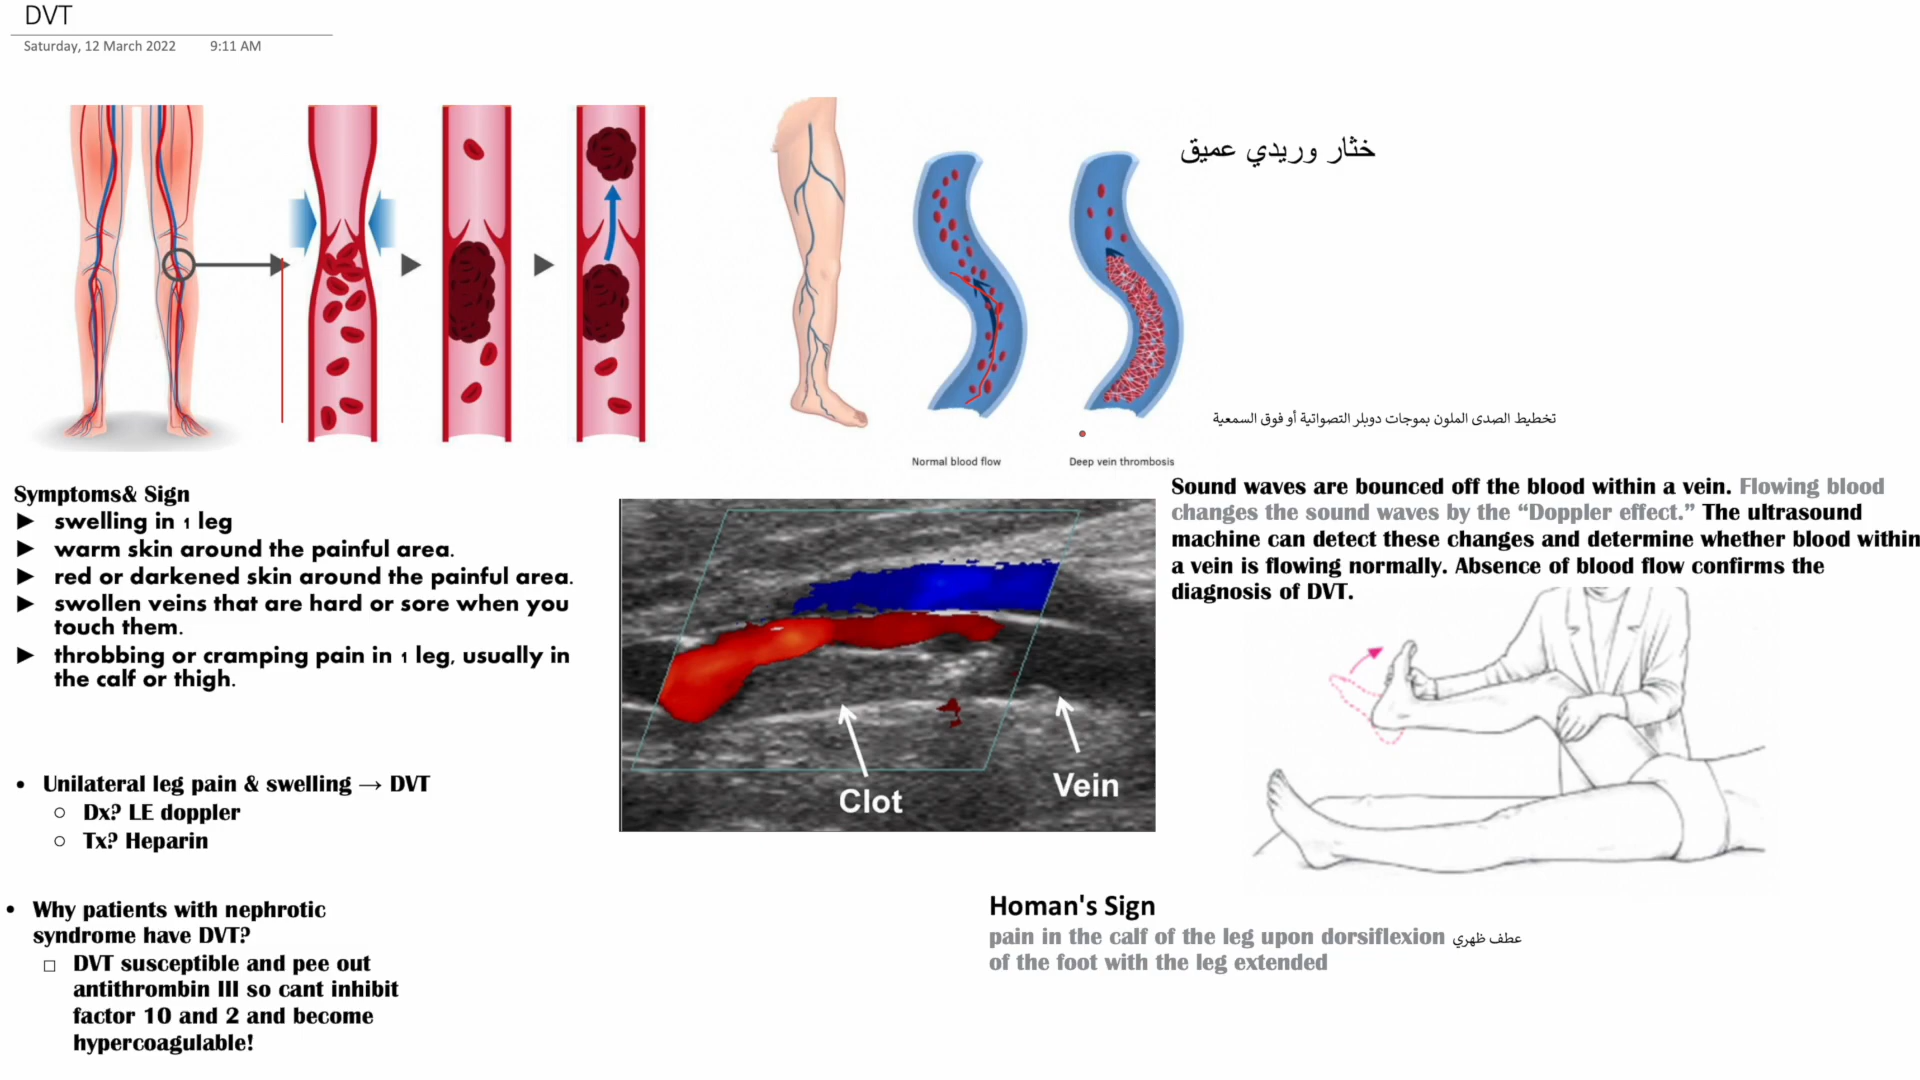 DVT
Saturday, 12 March 2022 9:11 AM
خثار وريدي عميق
تخطيط الصدى الملون بموجات دوبلر التصواتية أو فوق السمعية
Normal blood flow
Deep vein thrombosis
Symptoms& Sign
► swelling in 1 leg
► warm skin around the painful area.
► red or darkened skin around the painful area.
► swollen veins that are hard or sore when you
touch them.
► throbbing or cramping pain in 1 leg, usually in
the calf or thigh.
Sound waves are bounced off the blood within a vein. Flowing blood
changes the sound waves by the “Doppler effect.” The ultrasound
machine can detect these changes and determine whether blood within
a vein is flowing normally. Absence of blood flow confirms the
diagnosis of DVT.
Clot
Vein
• Unilateral leg pain & swelling → DVT
○ Dx? LE doppler
○ Tx? Heparin
• Why patients with nephrotic
syndrome have DVT?
□ DVT susceptible and pee out
antithrombin III so cant inhibit
factor 10 and 2 and become
hypercoagulable!
Homan's Sign
pain in the calf of the leg upon dorsiflexion عطف ظهري
of the foot with the leg extended